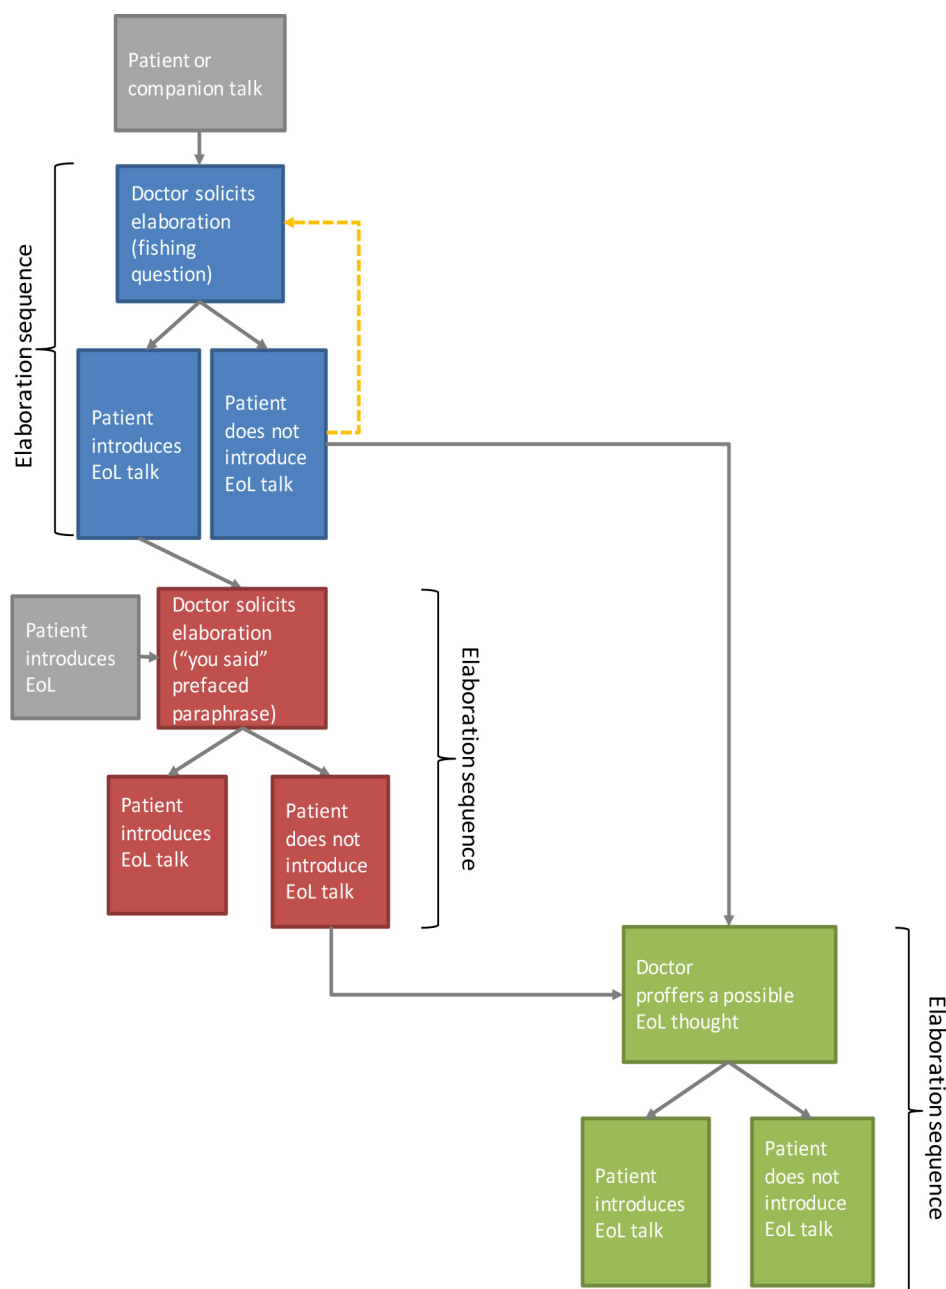 Patient or
companion talk
Doctor solicits
elaboration
(fishing
question)
Elaboration sequence
Patient
introduces
EoL talk
Patient
does not
introduce
EoL talk
Patient
introduces
EoL
Doctor solicits
elaboration
(“you said”
prefaced
paraphrase)
Elaboration sequence
Patient
introduces
EoL talk
Patient
does not
introduce
EoL talk
Doctor
proffers a possible
EoL thought
Elaboration sequence
Patient
introduces
EoL talk
Patient
does not
introduce
EoL talk